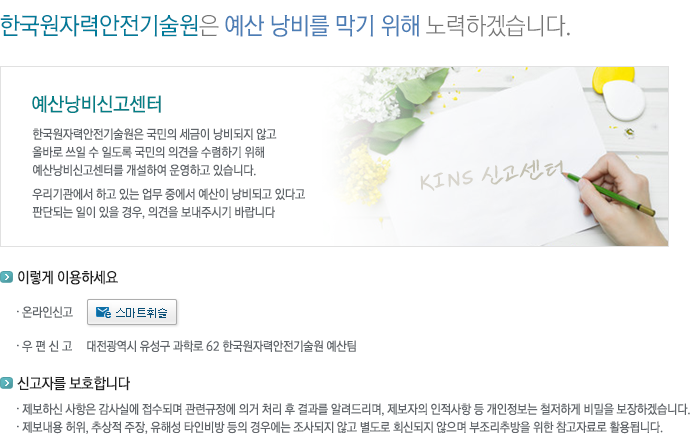 한국원자력안전기술원은 예산 낭비를 막기 위해 노력하겠습니다.
예산낭비신고센터
한국원자력안전기술원은 국민의 세금이 낭비되지 않고
올바로 쓰일 수 있도록 국민의 의견을 수렴하기 위해
예산낭비신고센터를 개설하여 운영하고 있습니다.
우리기관에서 하고 있는 업무 중에서 예산이 낭비되고 있다고
판단되는 일이 있을 경우, 의견을 보내주시기 바랍니다
KINS 신고센터
이렇게 이용하세요
· 온라인신고 스마트휘슬
· 우 편 신 고 대전광역시 유성구 과학로 62 한국원자력안전기술원 예산팀
신고자를 보호합니다
· 제보하신 사항은 감사실에 접수되며 관련규정에 의거 처리 후 결과를 알려드리며, 제보자의 인적사항 등 개인정보는 철저하게 비밀을 보장하겠습니다.
· 제보내용 허위, 추상적 주장, 유해성 타인비방 등의 경우에는 조사되지 않고 별도로 회신되지 않으며 부조리추방을 위한 참고자료로 활용됩니다.